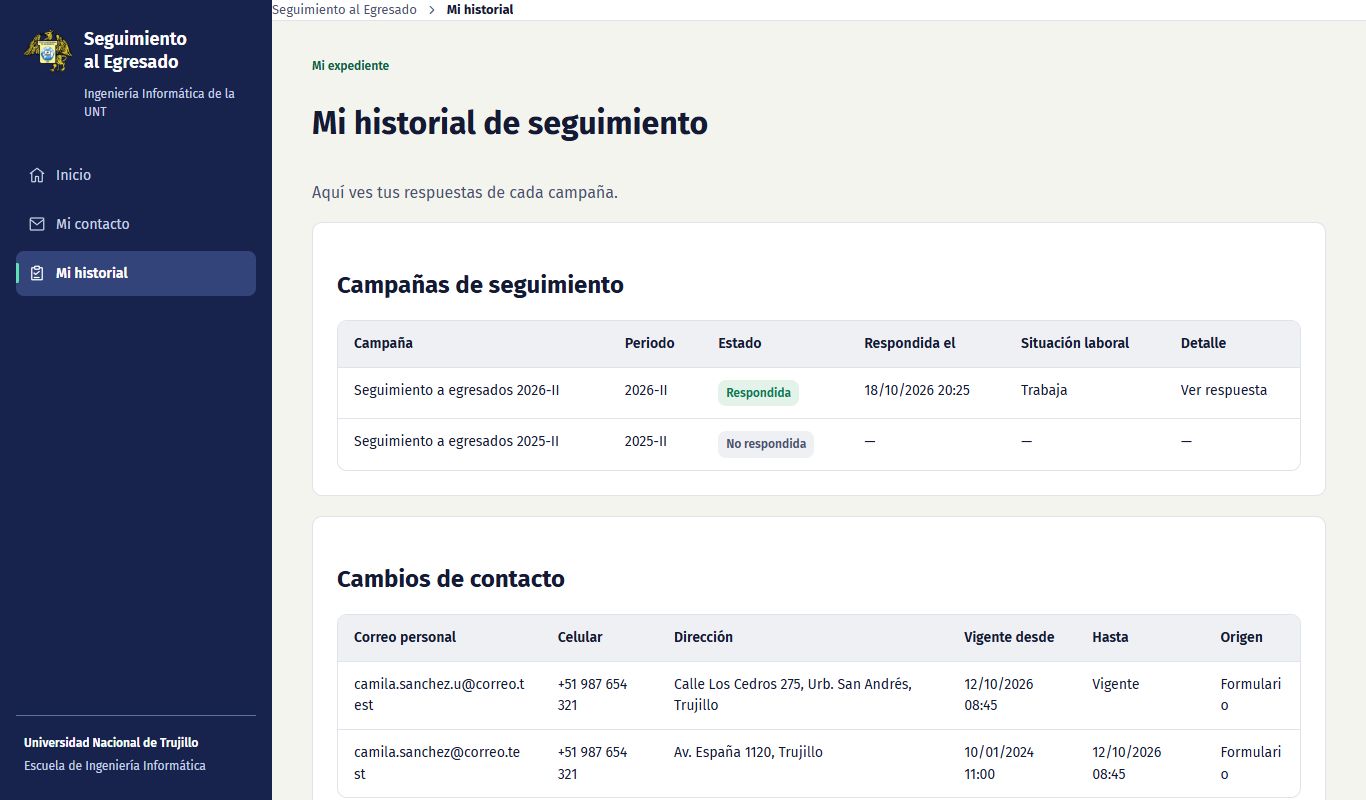 Seguimiento
al Egresado
Ingeniería Informática de la
UNT
Inicio
Mi contacto
Mi historial
Universidad Nacional de Trujillo
Escuela de Ingeniería Informática
Seguimiento al Egresado > Mi historial
Mi expediente
Mi historial de seguimiento
Aquí ves tus respuestas de cada campaña.
Campañas de seguimiento
Campaña Periodo Estado Respondida el Situación laboral Detalle
Seguimiento a egresados 2026-II 2026-II Respondida 18/10/2026 20:25 Trabaja Ver respuesta
Seguimiento a egresados 2025-II 2025-II No respondida — — —
Cambios de contacto
Correo personal Celular Dirección Vigente desde Hasta Origen
camila.sanchez.u@correo.t +51 987 654 Calle Los Cedros 275, Urb. San Andrés, 12/10/2026 Vigente Formulari
est 321 Trujillo 08:45 o
camila.sanchez@correo.te +51 987 654 Av. España 1120, Trujillo 10/01/2024 12/10/2026 Formulari
st 321 11:00 08:45 o